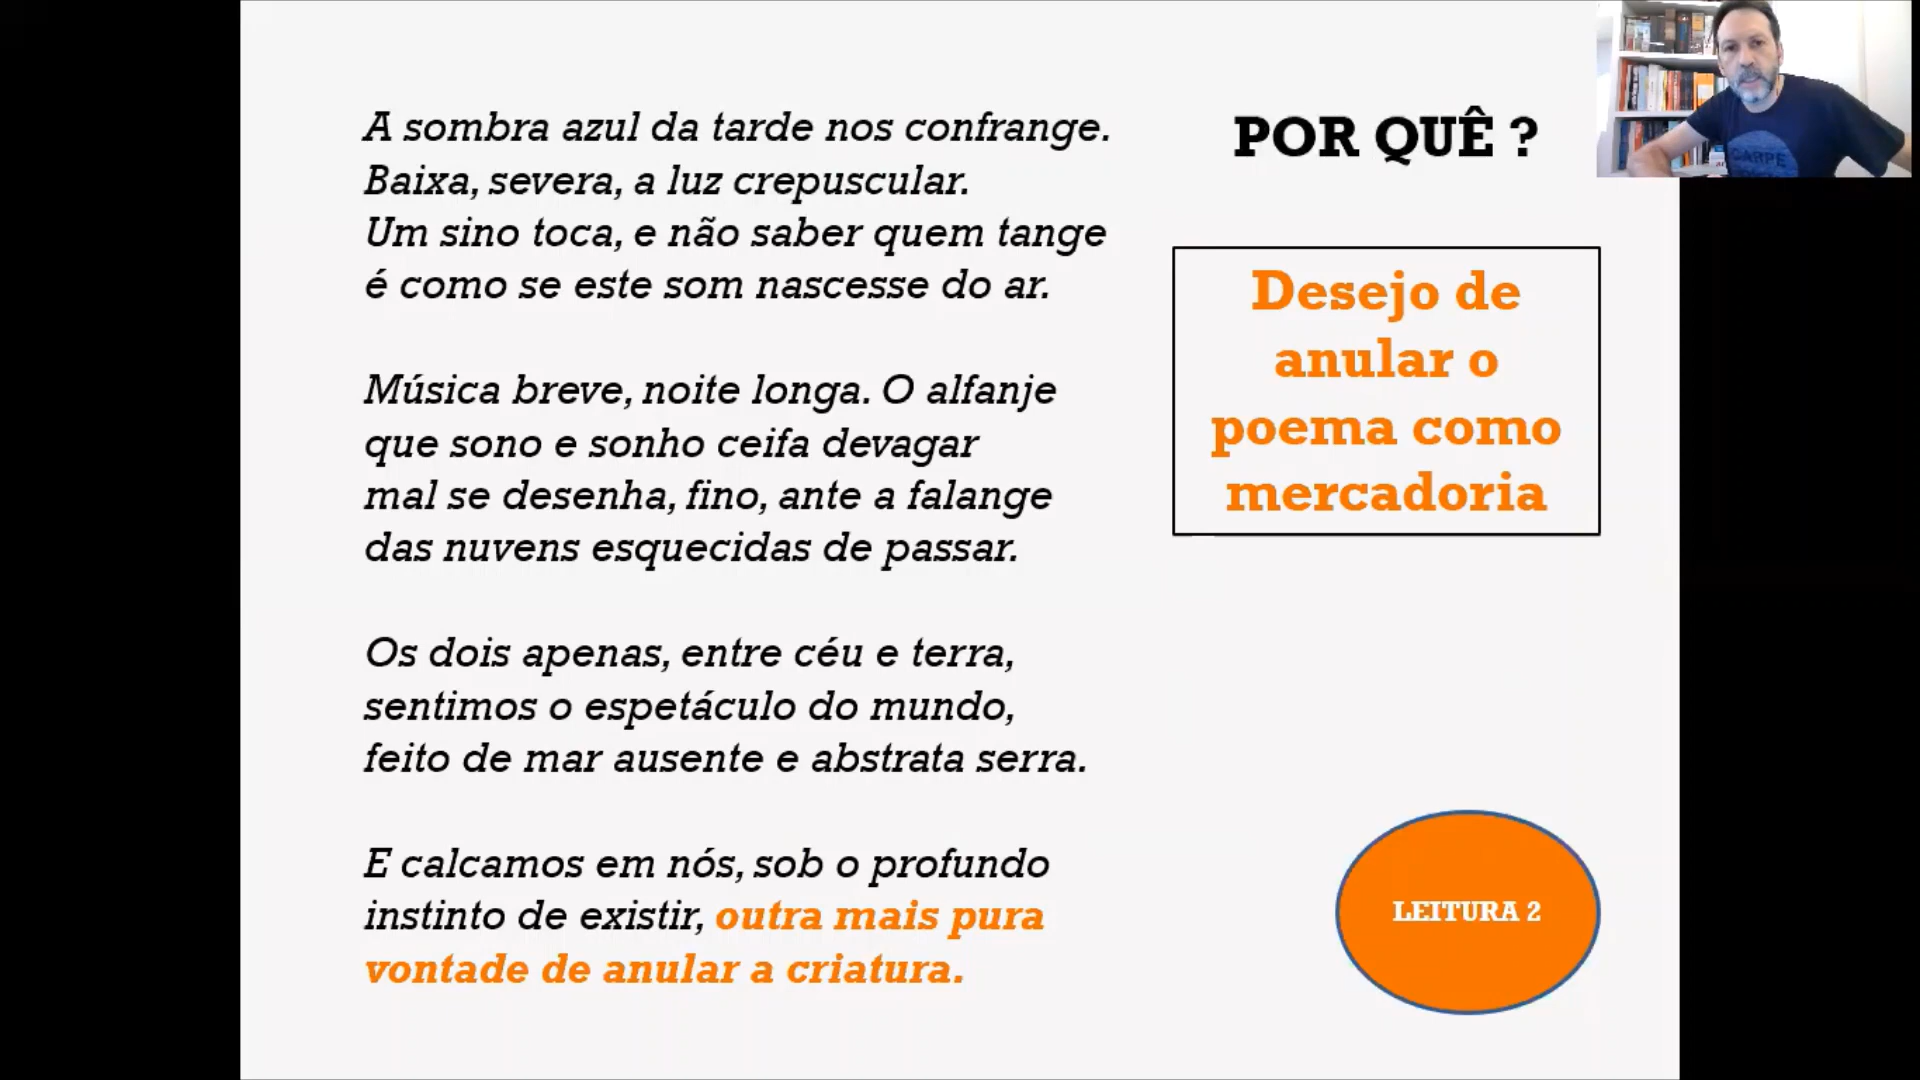 A sombra azul da tarde nos confrange.
Baixa, severa, a luz crepuscular.
Um sino toca, e não saber quem tange
é como se este som nascesse do ar.
Música breve, noite longa. O alfanje
que sono e sonho ceifa devagar
mal se desenha, fino, ante a falange
das nuvens esquecidas de passar.
Os dois apenas, entre céu e terra,
sentimos o espetáculo do mundo,
feito de mar ausente e abstrata serra.
E calcamos em nós, sob o profundo
instinto de existir, outra mais pura
vontade de anular a criatura.
POR QUÊ ?
Desejo de
anular o
poema como
mercadoria
LEITURA 2
CARPE